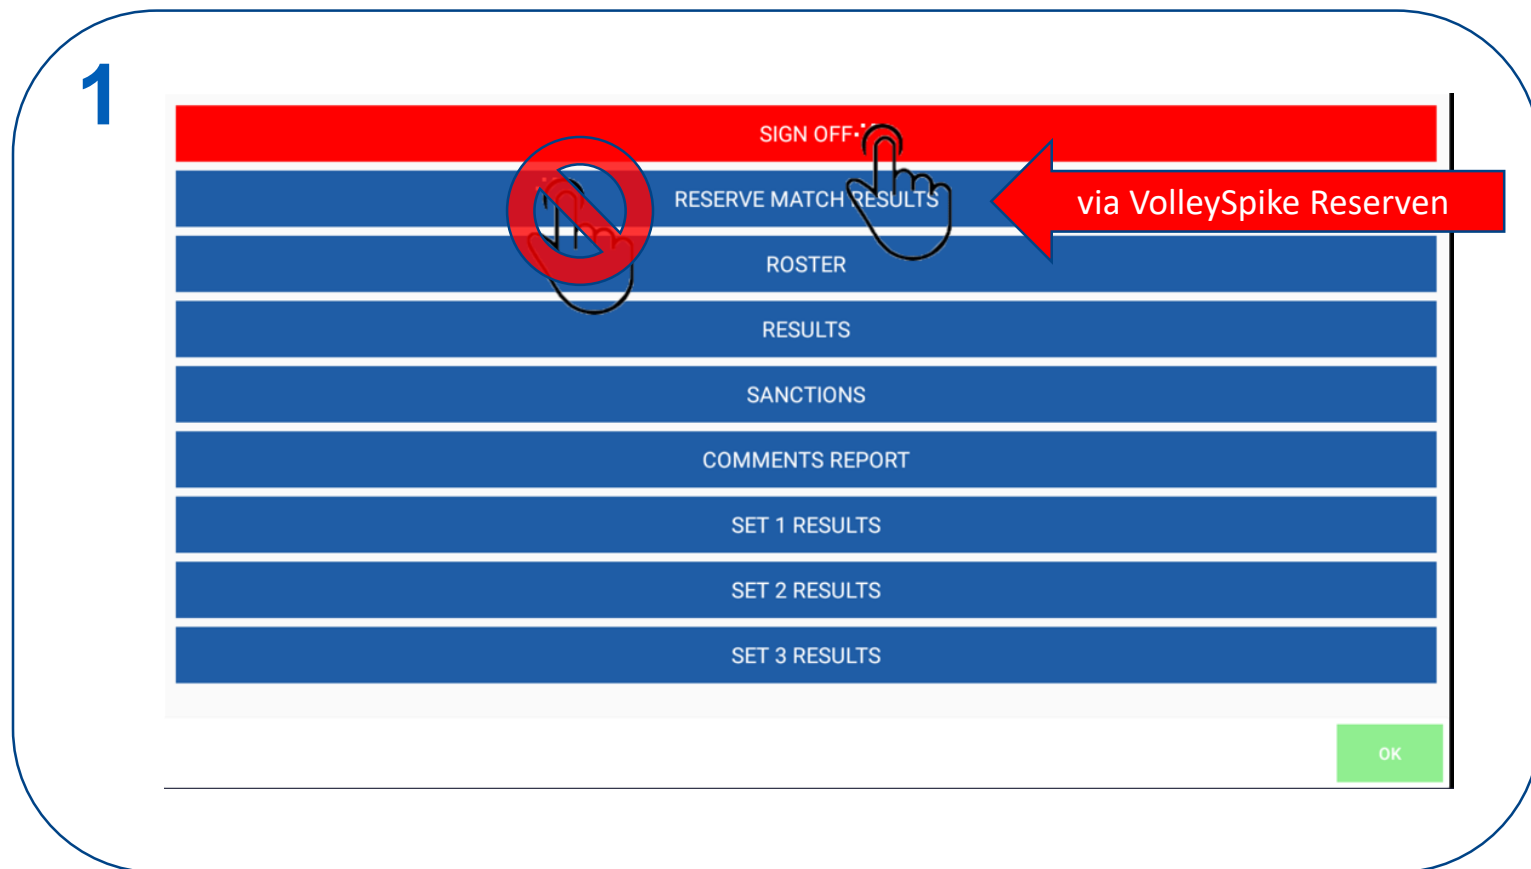 1
SIGN OFF
RESERVE MATCH RESULTS
via VolleySpike Reserven
ROSTER
RESULTS
SANCTIONS
COMMENTS REPORT
SET 1 RESULTS
SET 2 RESULTS
SET 3 RESULTS
OK